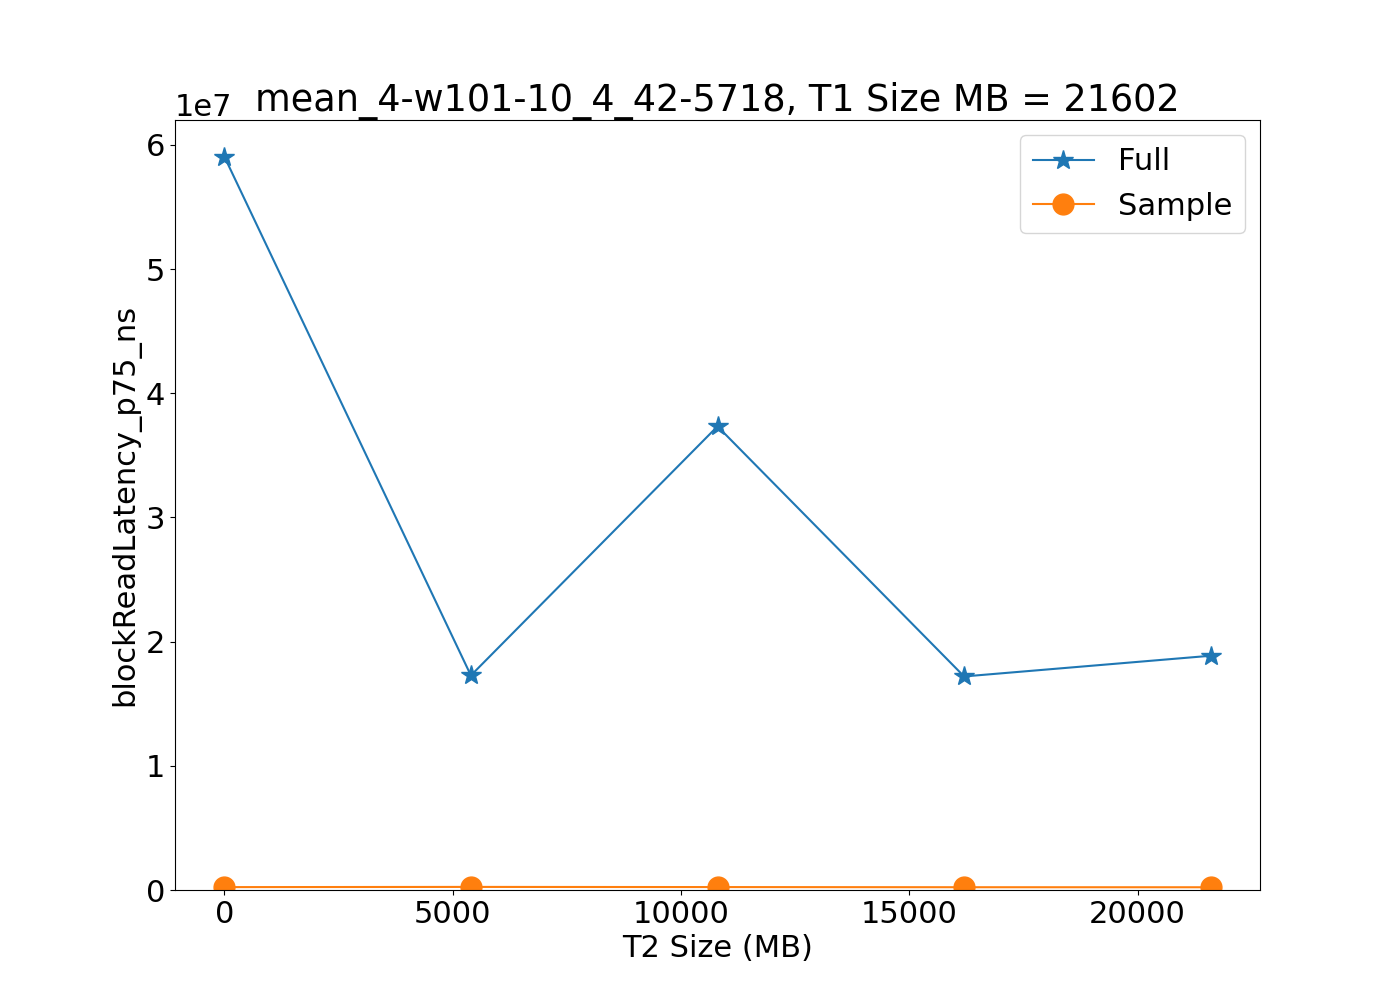 1e7
mean_4-w101-10_4_42-5718, T1 Size MB = 21602
Full
Sample
6
5
4
3
2
1
0
blockReadLatency_p75_ns
0
5000
10000
15000
20000
T2 Size (MB)